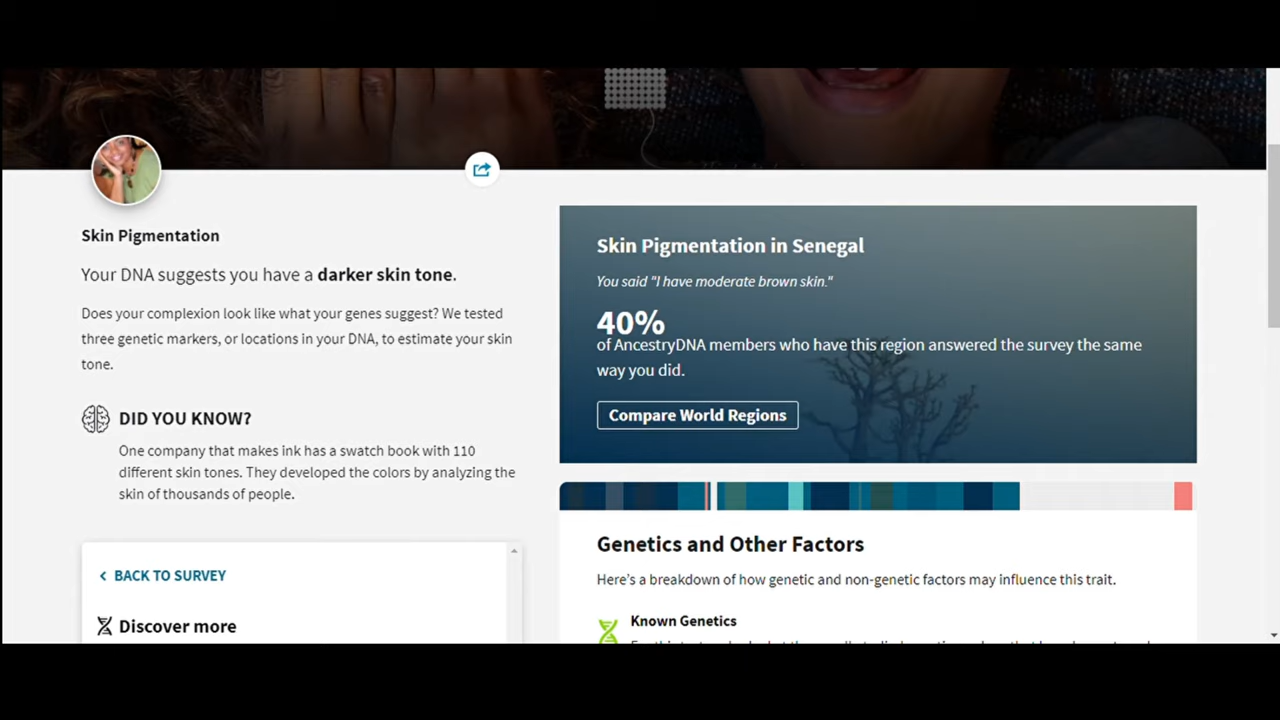 Skin Pigmentation
Your DNA suggests you have a darker skin tone.
Does your complexion look like what your genes suggest? We tested
three genetic markers, or locations in your DNA, to estimate your skin
tone.
DID YOU KNOW?
One company that makes ink has a swatch book with 110
different skin tones. They developed the colors by analyzing the
skin of thousands of people.
< BACK TO SURVEY
Discover more
Skin Pigmentation in Senegal
You said "I have moderate brown skin."
40%
of AncestryDNA members who have this region answered the survey the same
way you did.
Compare World Regions
Genetics and Other Factors
Here's a breakdown of how genetic and non-genetic factors may influence this trait.
Known Genetics